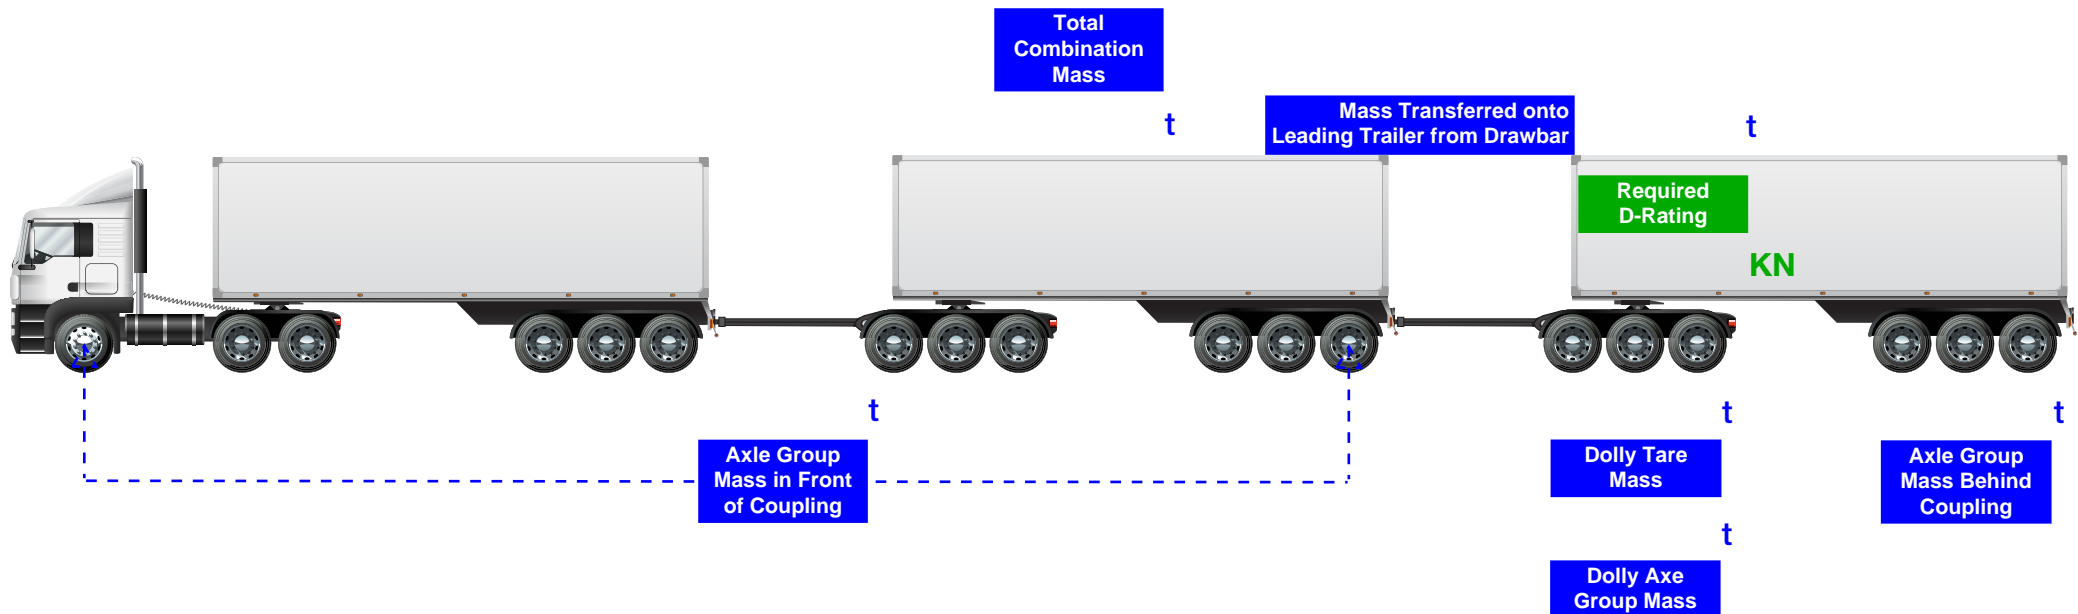 Total
Combination
Mass
t
Mass Transferred onto
Leading Trailer from Drawbar
t
Required
D-Rating
KN
t
Axle Group
Mass in Front
of Coupling
t
Dolly Tare
Mass
t
Axle Group
Mass Behind
Coupling
t
Dolly Axe
Group Mass